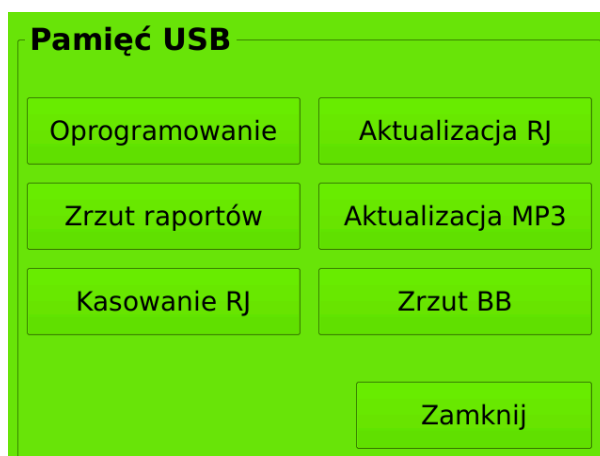 Pamięć USB
Oprogramowanie
Aktualizacja RJ
Zrzut raportów
Aktualizacja MP3
Kasowanie RJ
Zrzut BB
Zamknij